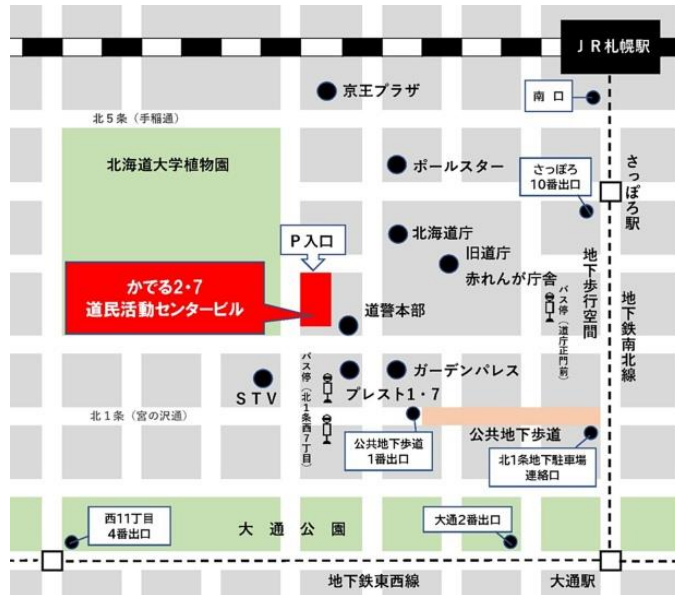 JR札幌駅
京王プラザ
南口
北5条（手稲通）
北海道大学植物園
ポールスター
さっぽろ
10番出口
さっぽろ駅
P入口
北海道庁
旧道庁
赤れんが庁舎
地下歩行空間
地下鉄南北線
かでる2・7
道民活動センタービル
道警本部
バス停（道庁正門前）
STV
バス停（北1条西7丁目）
プレスト1・7
ガーデンパレス
北1条（宮の沢通）
公共地下歩道
1番出口
公共地下歩道
北1条地下駐車場
連絡口
西11丁目
4番出口
大通公園
大通2番出口
地下鉄東西線
大通駅